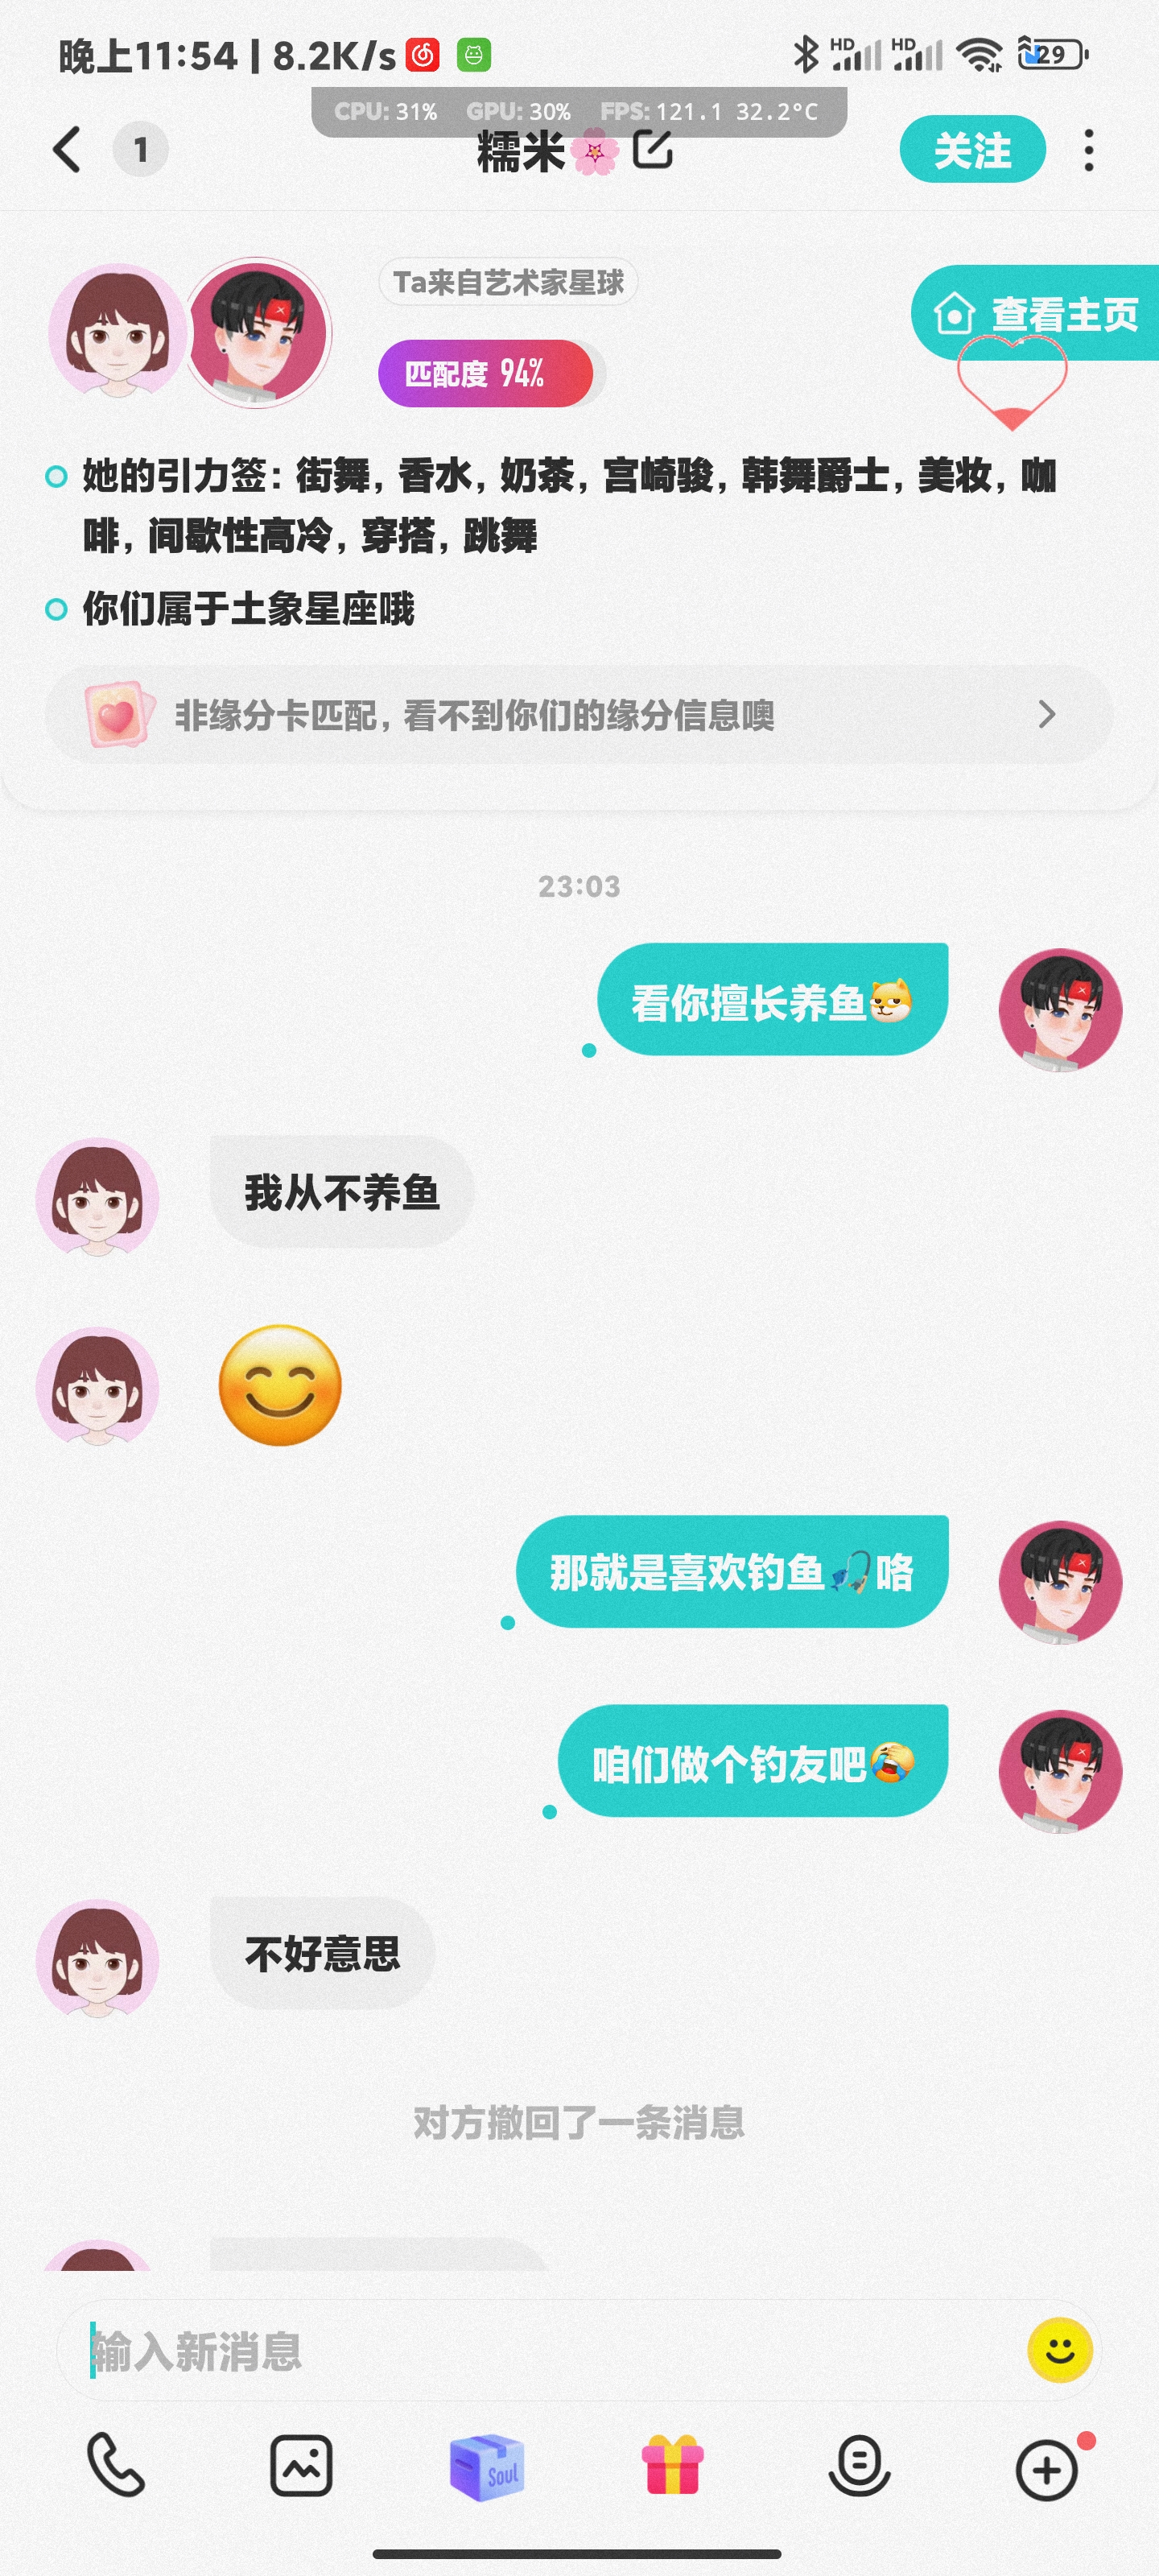 晚上11:54 | 8.2K/s HD HD 29
CPU: 31% GPU: 30% FPS: 121.1 32.2°C
1 糯米🌸 关注
Ta来自艺术家星球
查看主页
匹配度 94%
她的引力签：街舞，香水，奶茶，宫崎骏，韩舞爵士，美妆，咖
啡，间歇性高冷，穿搭，跳舞
你们属于土象星座哦
非缘分卡匹配，看不到你们的缘分信息噢
23:03
看你擅长养鱼
我从不养鱼
😊
那就是喜欢钓鱼🎣咯
咱们做个钓友吧
不好意思
对方撤回了一条消息
输入新消息
Soul